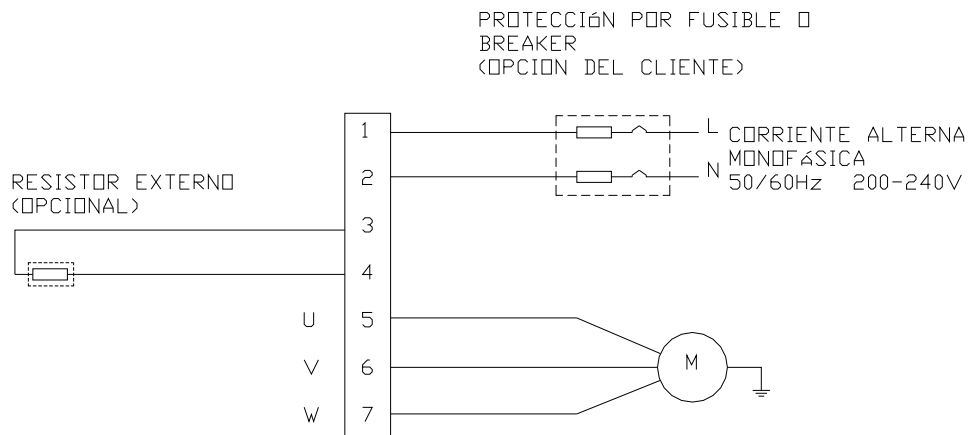 PROTECCIóN POR FUSIBLE O
BREAKER
(OPCION DEL CLIENTE)
1
L
CORRIENTE ALTERNA
MONOFáSICA
2
N
50/60Hz 200-240V
RESISTOR EXTERNO
(OPCIONAL)
3
4
U
5
V
6
M
W
7